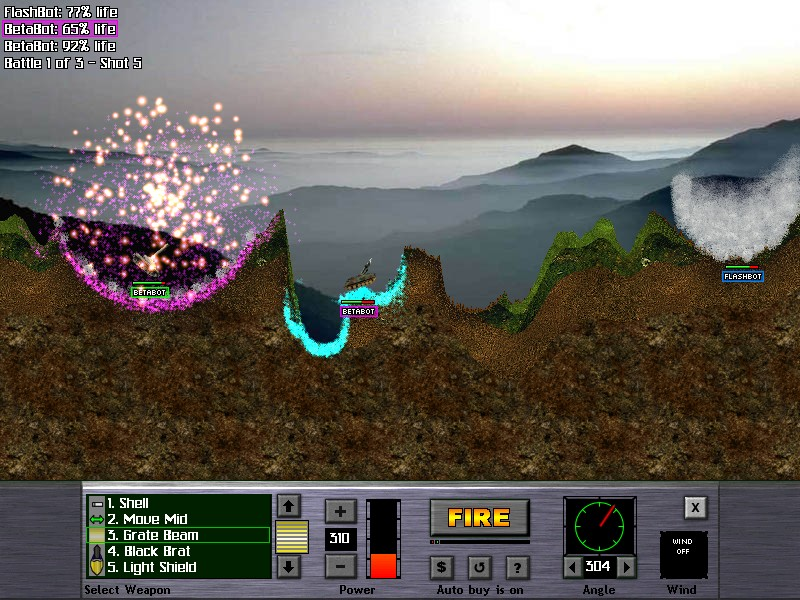 FlashBot: 77% life
BetaBot: 65% life
BetaBot: 92% life
Battle 1 of 3 - Shot 5
FLASHBOT
BETABOT
BETABOT
1. Shell
2. Move Mid
3. Grate Beam
4. Black Brat
5. Light Shield
Select Weapon
+
310
-
Power
FIRE
$ ↺ ?
Auto buy is on
304
Angle
X
WIND
OFF
Wind